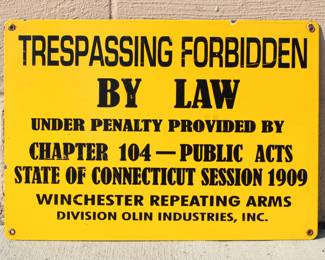 TRESPASSING FORBIDDEN
BY LAW
UNDER PENALTY PROVIDED BY
CHAPTER 104—PUBLIC ACTS
STATE OF CONNECTICUT SESSION 1909
WINCHESTER REPEATING ARMS
DIVISION OLIN INDUSTRIES, INC.